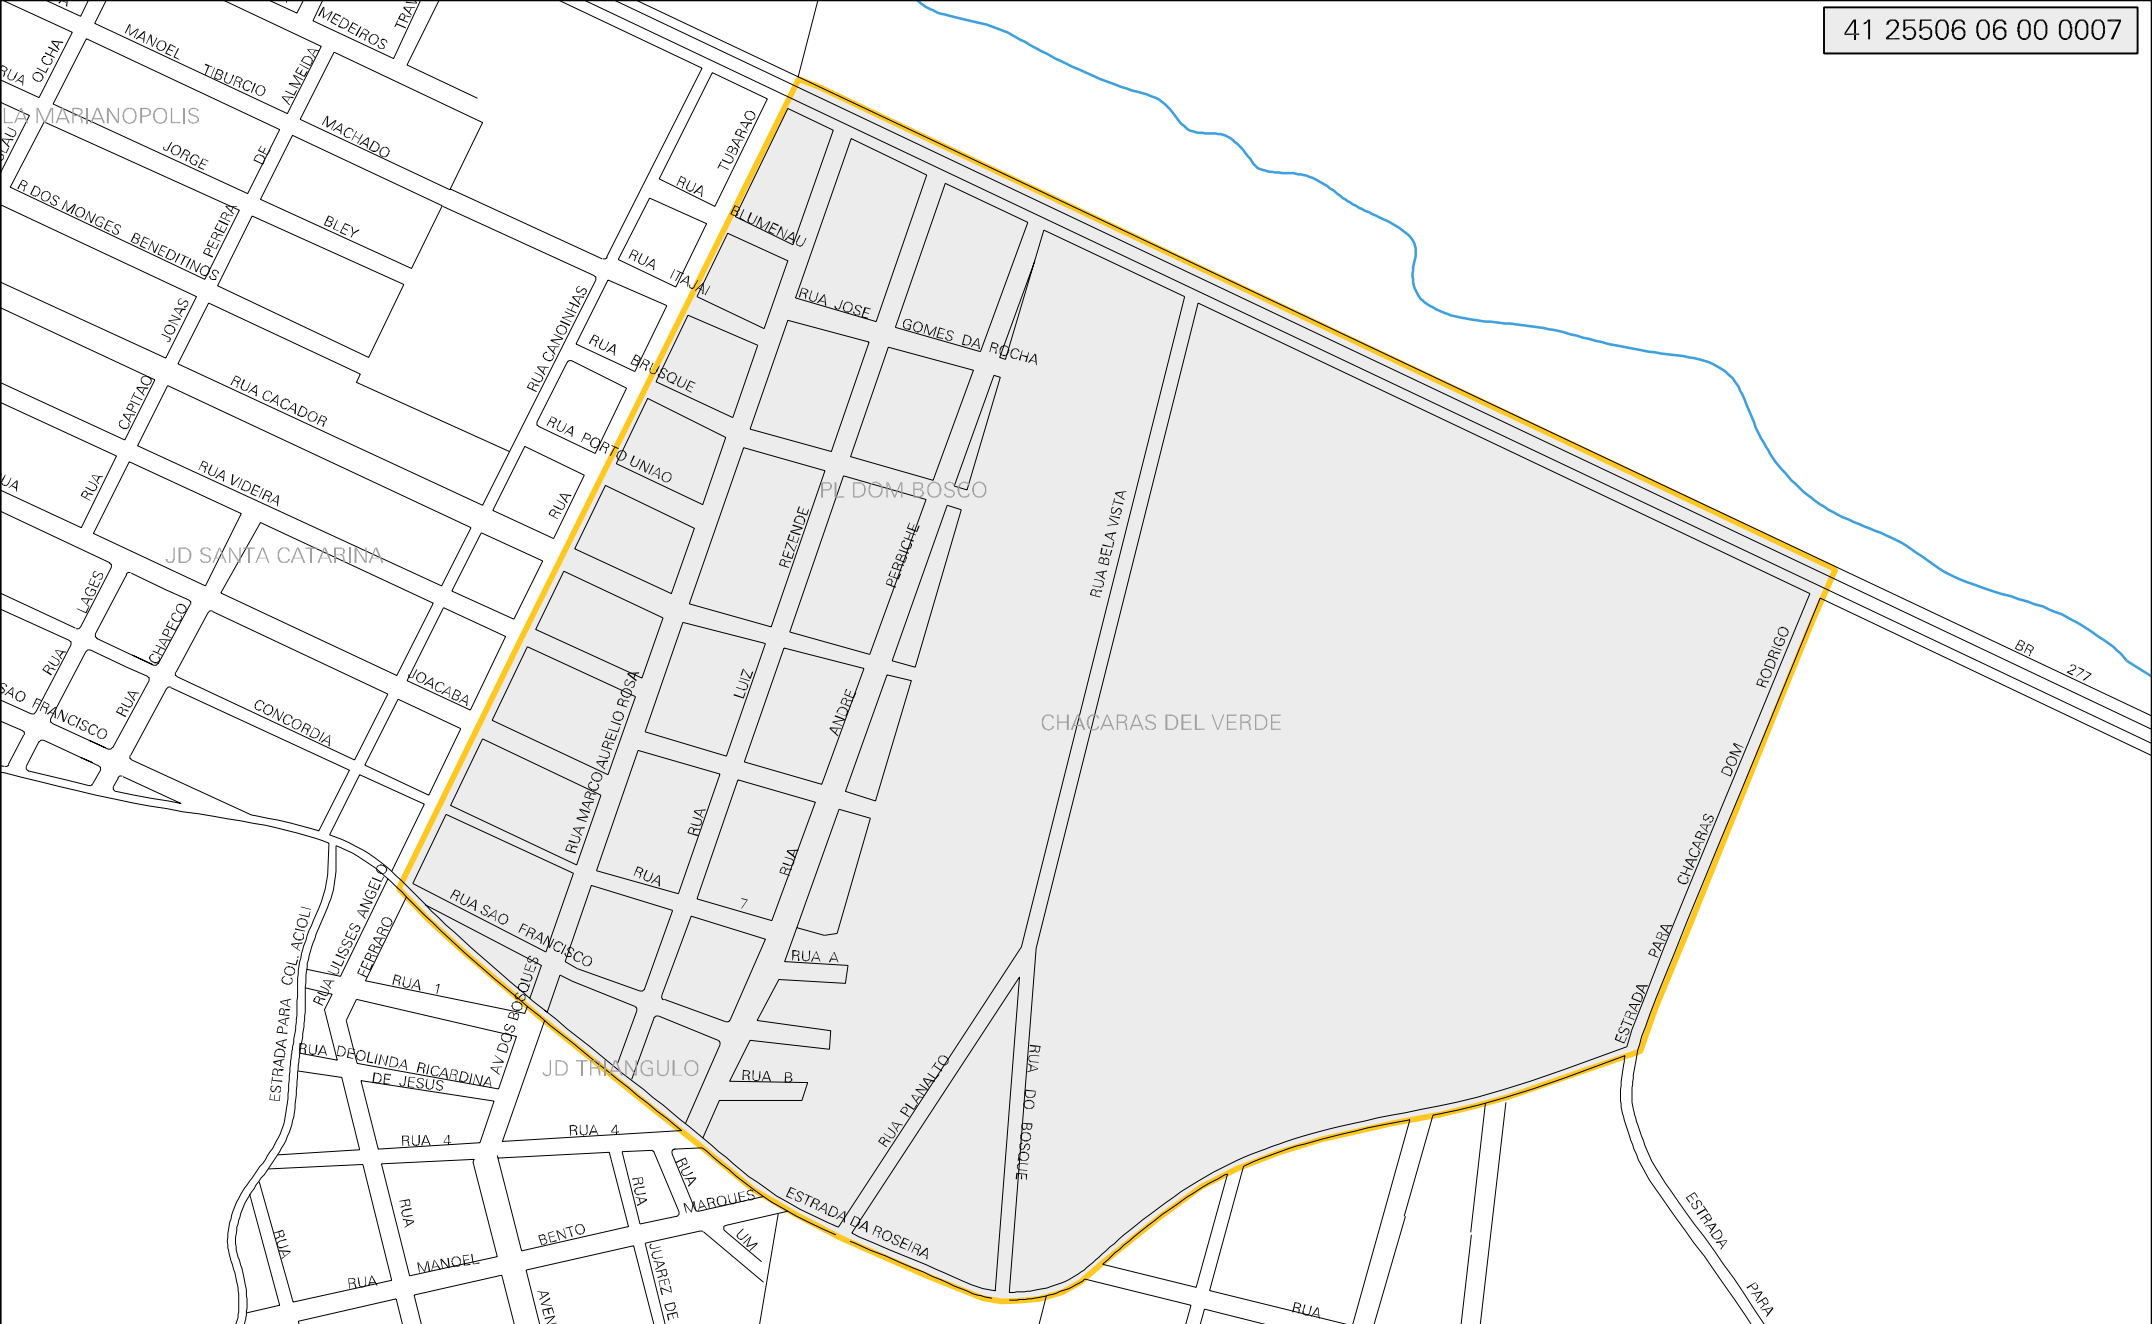 41 25506 06 00 0007
MEDEIROS
MANOEL
TIBURCIO
ALMEIDA
OLCHA
RUA
LA MARIANOPOLIS
MACHADO
JORGE
DE
TUBARAO
RUA
R DOS MONGES BENEDITINOS
PEREIRA
BLEY
BLUMENAU
RUA ITAJAI
JONAS
RUA CANOINHAS
RUA JOSE
GOMES DA ROCHA
RUA BRUSQUE
CAPITAO
RUA CACADOR
RUA PORTO UNIAO
RUA VIDEIRA
RUA
RUA
PL DOM BOSCO
RUA BELA VISTA
REZENDE
PERBICHE
JD SANTA CATARINA
LAGES
CHAPECO
RUA
RUA
JOACABA
SAO FRANCISCO
CONCORDIA
RUA MARCO AURELIO ROSA
LUIZ
ANDRE
CHACARAS DEL VERDE
RODRIGO
BR 277
DOM
CHACARAS
PARA
ESTRADA
RUA
RUA
RUA
7
RUA SAO FRANCISCO
RUA A
ESTRADA PARA COL. ACIOLI
RUA ULISSES ANGELO
FERRARO
RUA 1
AV DOS BOSQUES
RUA DEOLINDA RICARDINA
DE JESUS
JD TRIANGULO
RUA B
RUA PLANALTO
RUA DO BOSQUE
RUA 4
RUA 4
RUA
RUA
RUA
MARQUES
ESTRADA DA ROSEIRA
RUA
BENTO
UM
RUA
MANOEL
JUAREZ DE
RUA
ESTRADA
PARA